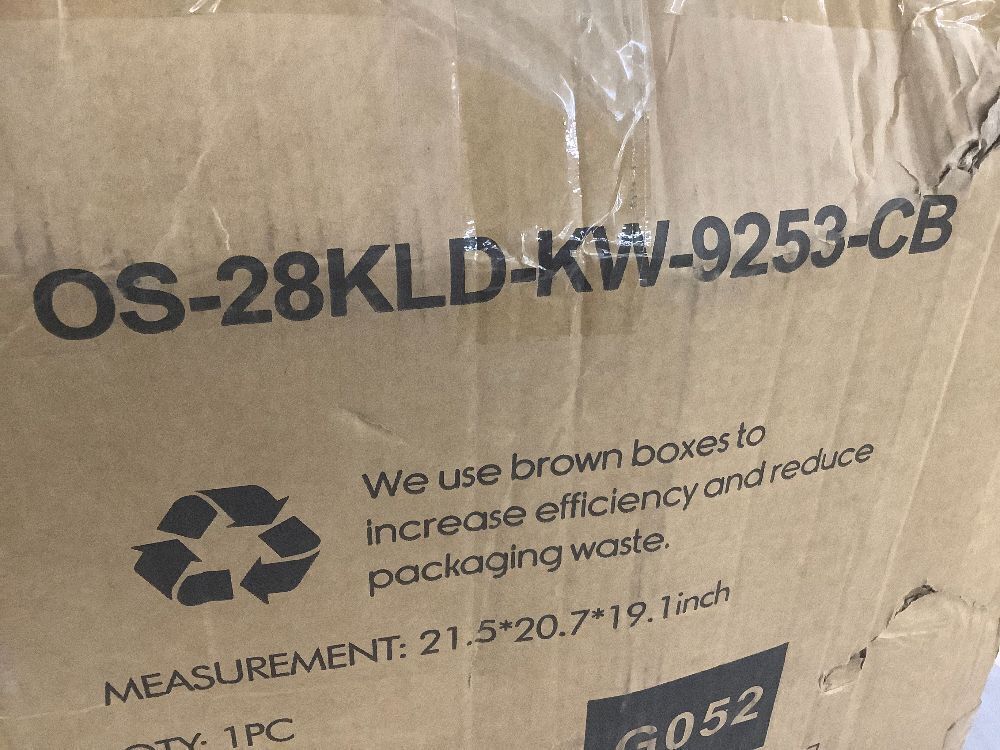 OS-28KLD-KW-9253-CB
We use brown boxes to
increase efficiency and reduce
packaging waste.
MEASUREMENT: 21.5*20.7*19.1inch
QTY: 1PC
G052